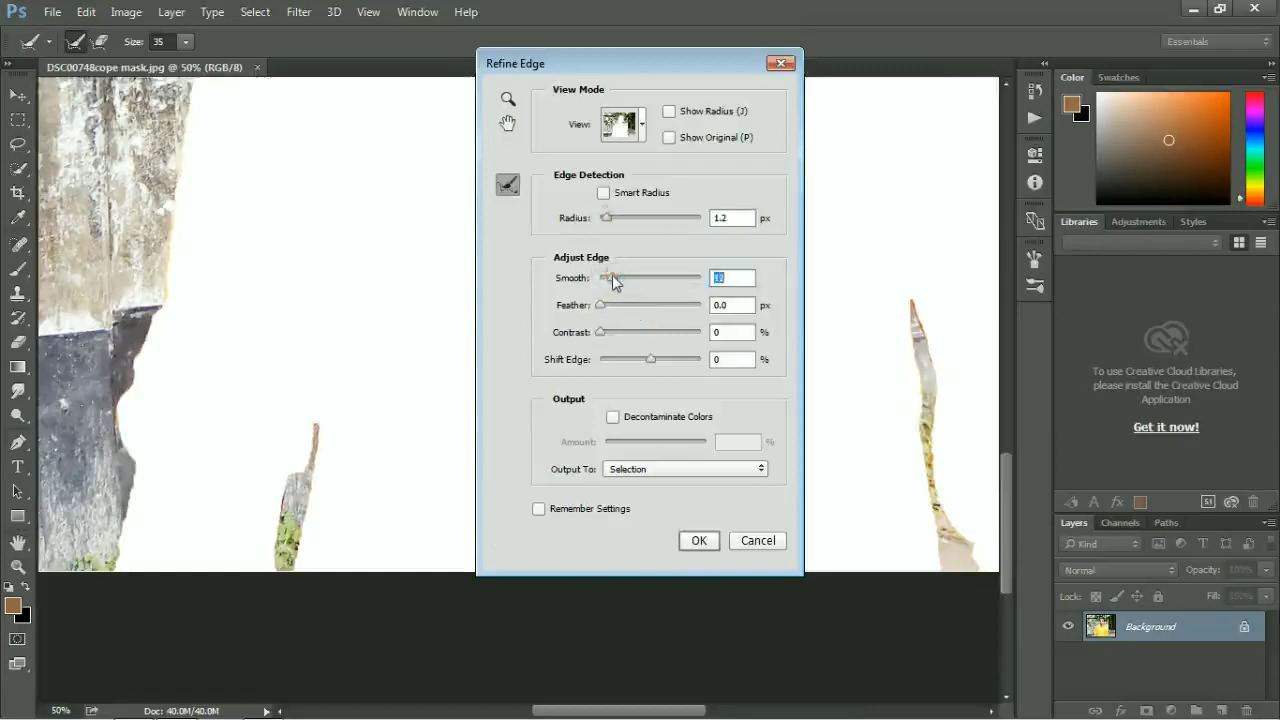 Ps File Edit Image Layer Type Select Filter 3D View Window Help
Size: 35 Essentials
DSC00748cope mask.jpg @ 50% (RGB/8) ×
Refine Edge
View Mode
View: Show Radius (J)
Show Original (P)
Edge Detection
Smart Radius
Radius: 1.2 px
Adjust Edge
Smooth:
Feather: 0.0 px
Contrast: 0 %
Shift Edge: 0 %
Output
Decontaminate Colors
Amount: %
Output To: Selection
Remember Settings
OK Cancel
Color Swatches
Libraries Adjustments Styles
To use Creative Cloud Libraries,
please install the Creative Cloud
Application
Get it now!
Layers Channels Paths
Kind
Normal Opacity: 100%
Lock: Fill: 100%
Background
50% Doc: 40.0M/40.0M